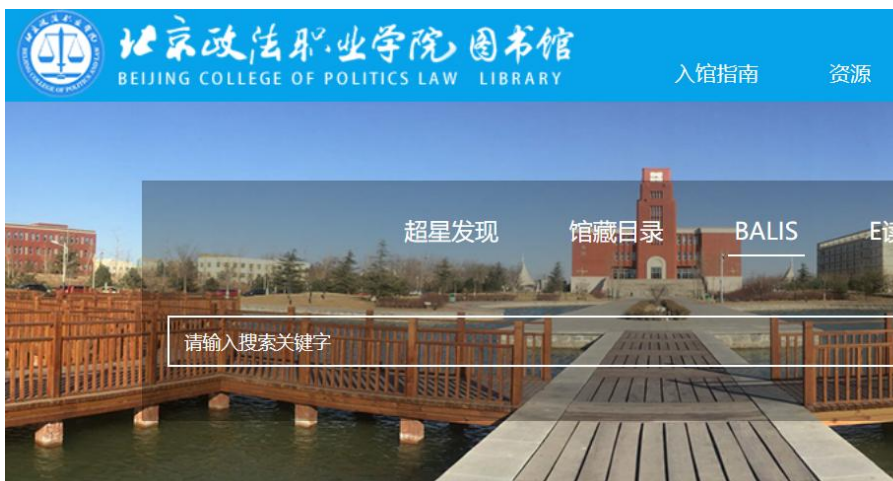 北京政法职业学院 图书馆
BEIJING COLLEGE OF POLITICS LAW LIBRARY
入馆指南 资源
超星发现 馆藏目录 BALIS E读
请输入搜索关键字